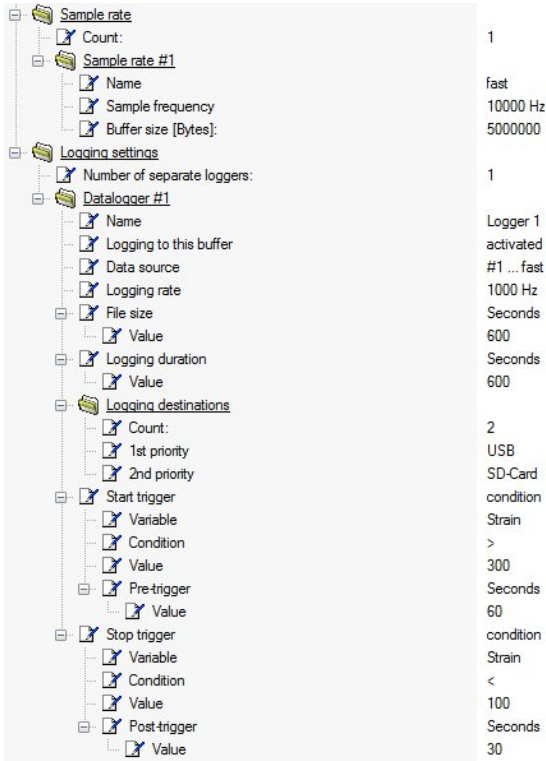 Sample rate
Count: 1
Sample rate #1
Name fast
Sample frequency 10000 Hz
Buffer size [Bytes]: 5000000
Logging settings
Number of separate loggers: 1
Datalogger #1
Name Logger 1
Logging to this buffer activated
Data source #1 ... fast
Logging rate 1000 Hz
File size Seconds
Value 600
Logging duration Seconds
Value 600
Logging destinations
Count: 2
1st priority USB
2nd priority SD-Card
Start trigger condition
Variable Strain
Condition >
Value 300
Pre-trigger Seconds
Value 60
Stop trigger condition
Variable Strain
Condition <
Value 100
Post-trigger Seconds
Value 30